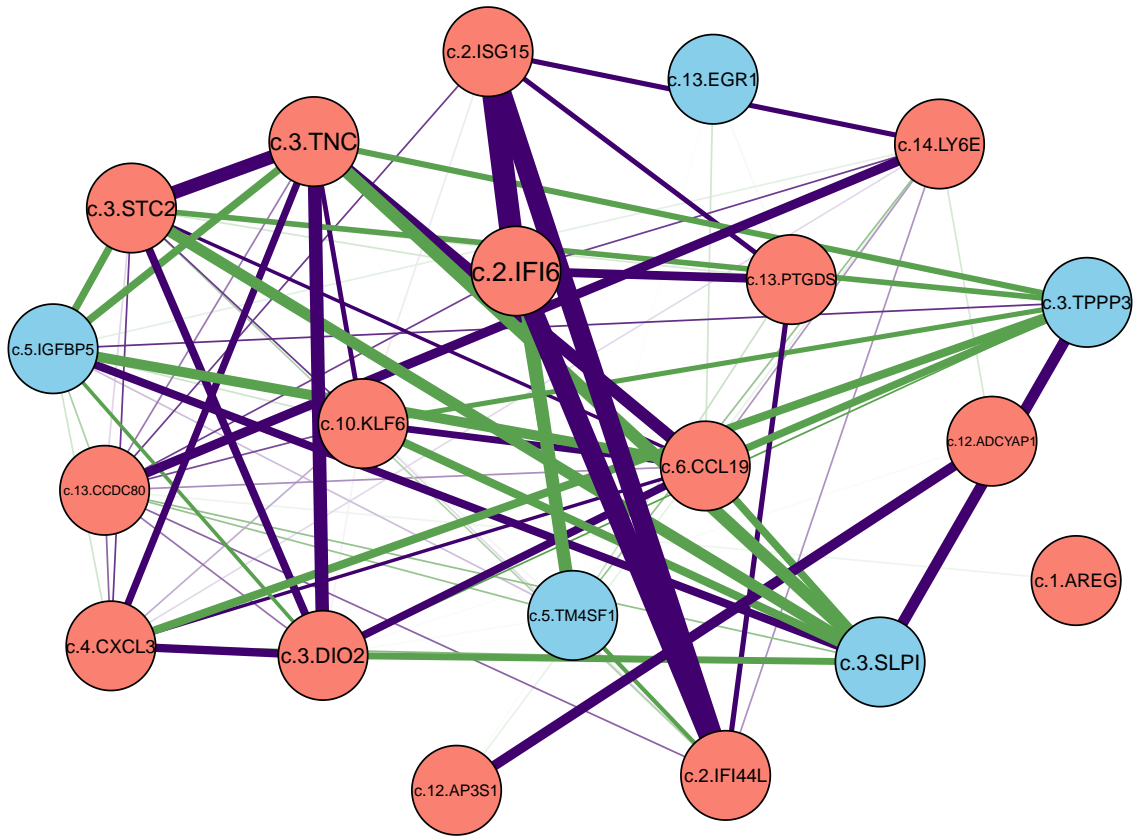 c.2.ISG15
c.13.EGR1
c.3.TNC
c.14.LY6E
c.3.STC2
c.2.IFI6
c.13.PTGDS
c.3.TPPP3
c.5.IGFBP5
c.10.KLF6
c.12.ADCYAP1
c.6.CCL19
c.13.CCDC80
c.1.AREG
c.5.TM4SF1
c.4.CXCL3
c.3.DIO2
c.3.SLPI
c.2.IFI44L
c.12.AP3S1